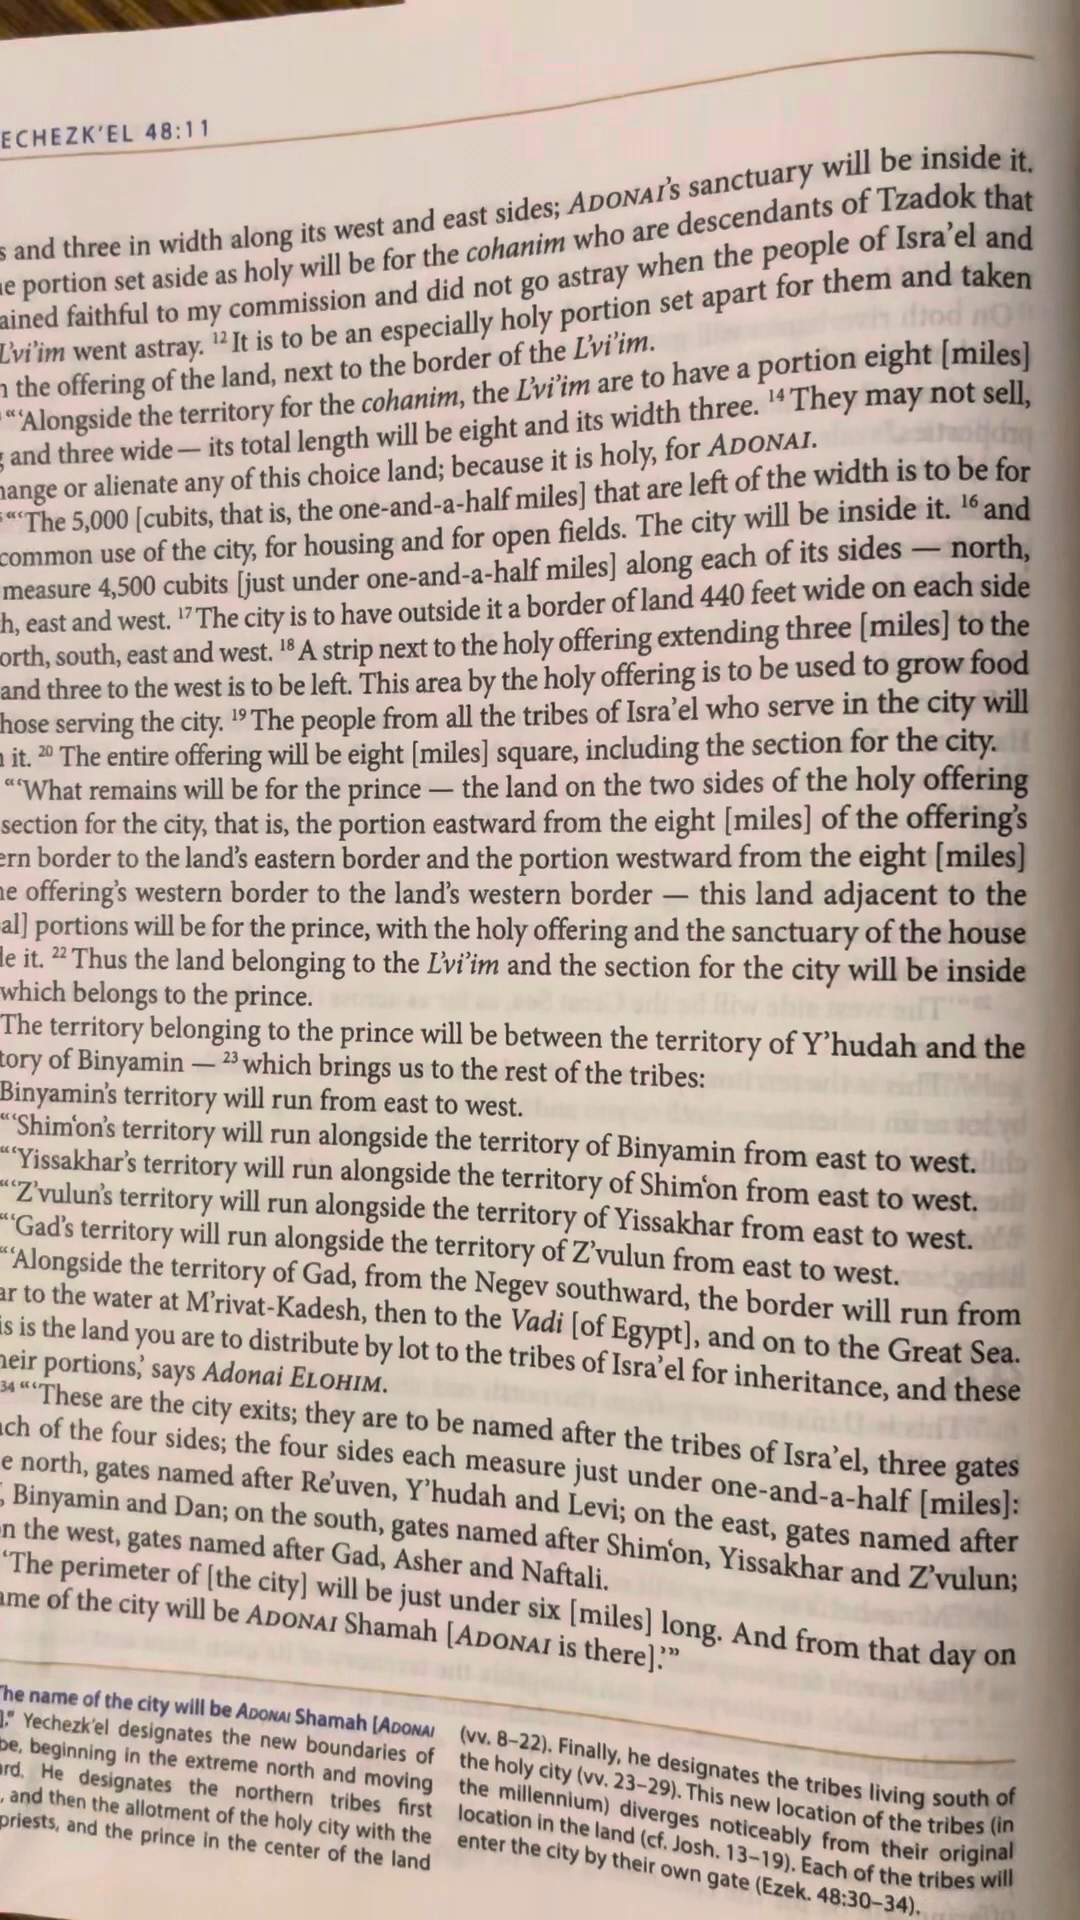 ECHEZK'EL 48:11
s and three in width along its west and east sides; ADONAI's sanctuary will be inside it.
e portion set aside as holy will be for the cohanim who are descendants of Tzadok that
ained faithful to my commission and did not go astray when the people of Isra'el and
L'vi'im went astray. 12 It is to be an especially holy portion set apart for them and taken
the offering of the land, next to the border of the L'vi'im.
"'Alongside the territory for the cohanim, the L'vi'im are to have a portion eight [miles]
and three wide — its total length will be eight and its width three. 14 They may not sell,
ange or alienate any of this choice land; because it is holy, for ADONAI.
"'The 5,000 [cubits, that is, the one-and-a-half miles] that are left of the width is to be for
common use of the city, for housing and for open fields. The city will be inside it. 16 and
measure 4,500 cubits [just under one-and-a-half miles] along each of its sides — north,
h, east and west. 17 The city is to have outside it a border of land 440 feet wide on each side
orth, south, east and west. 18 A strip next to the holy offering extending three [miles] to the
and three to the west is to be left. This area by the holy offering is to be used to grow food
hose serving the city. 19 The people from all the tribes of Isra'el who serve in the city will
it. 20 The entire offering will be eight [miles] square, including the section for the city.
"'What remains will be for the prince — the land on the two sides of the holy offering
section for the city, that is, the portion eastward from the eight [miles] of the offering's
ern border to the land's eastern border and the portion westward from the eight [miles]
e offering's western border to the land's western border — this land adjacent to the
al] portions will be for the prince, with the holy offering and the sanctuary of the house
le it. 22 Thus the land belonging to the L'vi'im and the section for the city will be inside
which belongs to the prince.
The territory belonging to the prince will be between the territory of Y'hudah and the
tory of Binyamin — 23 which brings us to the rest of the tribes:
Binyamin's territory will run from east to west.
"'Shim'on's territory will run alongside the territory of Binyamin from east to west.
"'Yissakhar's territory will run alongside the territory of Shim'on from east to west.
"'Z'vulun's territory will run alongside the territory of Yissakhar from east to west.
"'Gad's territory will run alongside the territory of Z'vulun from east to west.
"'Alongside the territory of Gad, from the Negev southward, the border will run from
ar to the water at M'rivat-Kadesh, then to the Vadi [of Egypt], and on to the Great Sea.
is is the land you are to distribute by lot to the tribes of Isra'el for inheritance, and these
heir portions,' says Adonai ELOHIM.
34 "'These are the city exits; they are to be named after the tribes of Isra'el, three gates
ach of the four sides; the four sides each measure just under one-and-a-half [miles]:
e north, gates named after Re'uven, Y'hudah and Levi; on the east, gates named after
, Binyamin and Dan; on the south, gates named after Shim'on, Yissakhar and Z'vulun;
n the west, gates named after Gad, Asher and Naftali.
'The perimeter of [the city] will be just under six [miles] long. And from that day on
ame of the city will be ADONAI Shamah [ADONAI is there].'"
The name of the city will be ADONAI Shamah [ADONAI
]." Yechezk'el designates the new boundaries of
be, beginning in the extreme north and moving
ard. He designates the northern tribes first
, and then the allotment of the holy city with the
priests, and the prince in the center of the land
(vv. 8–22). Finally, he designates the tribes living south of
the holy city (vv. 23–29). This new location of the tribes (in
the millennium) diverges noticeably from their original
location in the land (cf. Josh. 13–19). Each of the tribes will
enter the city by their own gate (Ezek. 48:30–34).